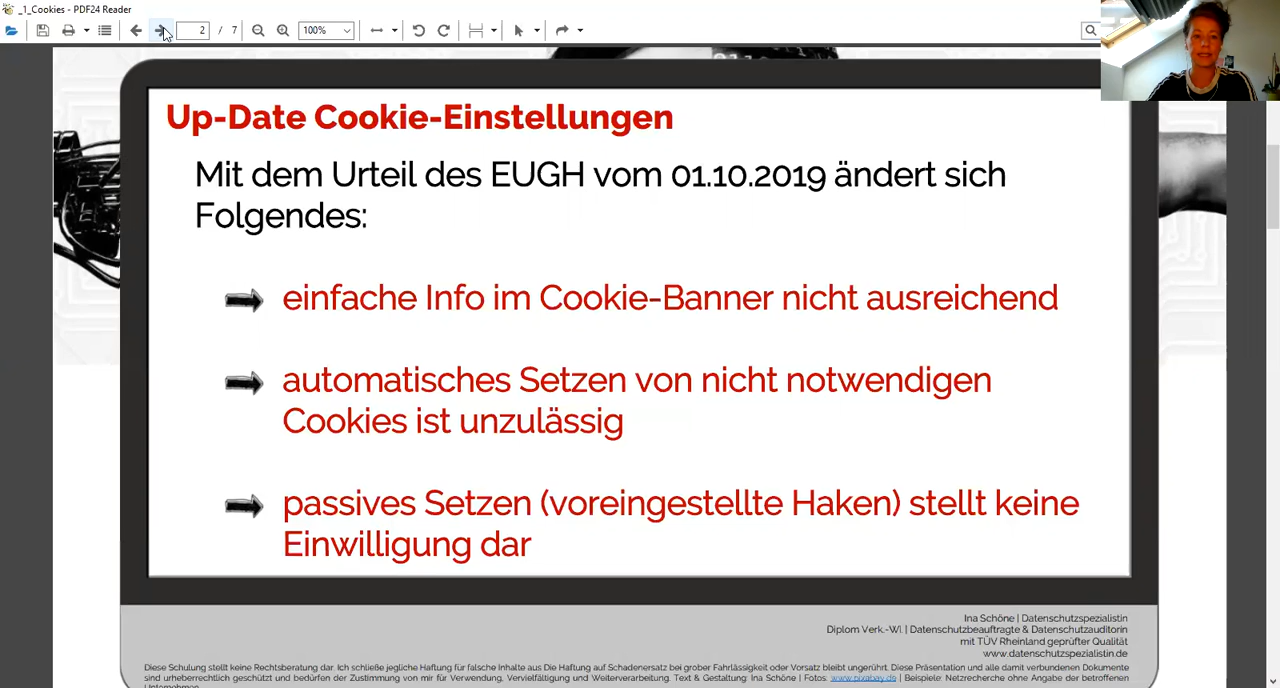 _1_Cookies - PDF24 Reader
2 / 7 100%
Up-Date Cookie-Einstellungen
Mit dem Urteil des EUGH vom 01.10.2019 ändert sich
Folgendes:
einfache Info im Cookie-Banner nicht ausreichend
automatisches Setzen von nicht notwendigen
Cookies ist unzulässig
passives Setzen (voreingestellte Haken) stellt keine
Einwilligung dar
Ina Schöne | Datenschutzspezialistin
Diplom Verk.-Wi. | Datenschutzbeauftragte & Datenschutzauditorin
mit TÜV Rheinland geprüfter Qualität
www.datenschutzspezialistin.de
Diese Schulung stellt keine Rechtsberatung dar. Ich schließe jegliche Haftung für falsche Inhalte aus Die Haftung auf Schadenersatz bei grober Fahrlässigkeit oder Vorsatz bleibt ungerührt. Diese Präsentation und alle damit verbundenen Dokumente
sind urheberrechtlich geschützt und bedürfen der Zustimmung von mir für Verwendung, Vervielfältigung und Weiterverarbeitung. Text & Gestaltung: Ina Schöne | Fotos: www.pixabay.de | Beispiele: Netzrecherche ohne Angabe der betroffenen
Unternehmen